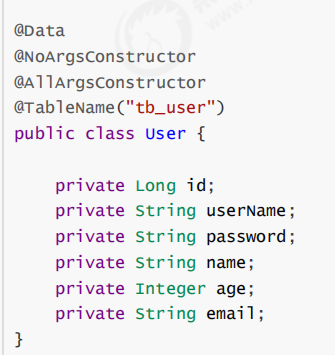 @Data
@NoArgsConstructor
@AllArgsConstructor
@TableName("tb_user")
public class User {
    private Long id;
    private String userName;
    private String password;
    private String name;
    private Integer age;
    private String email;
}